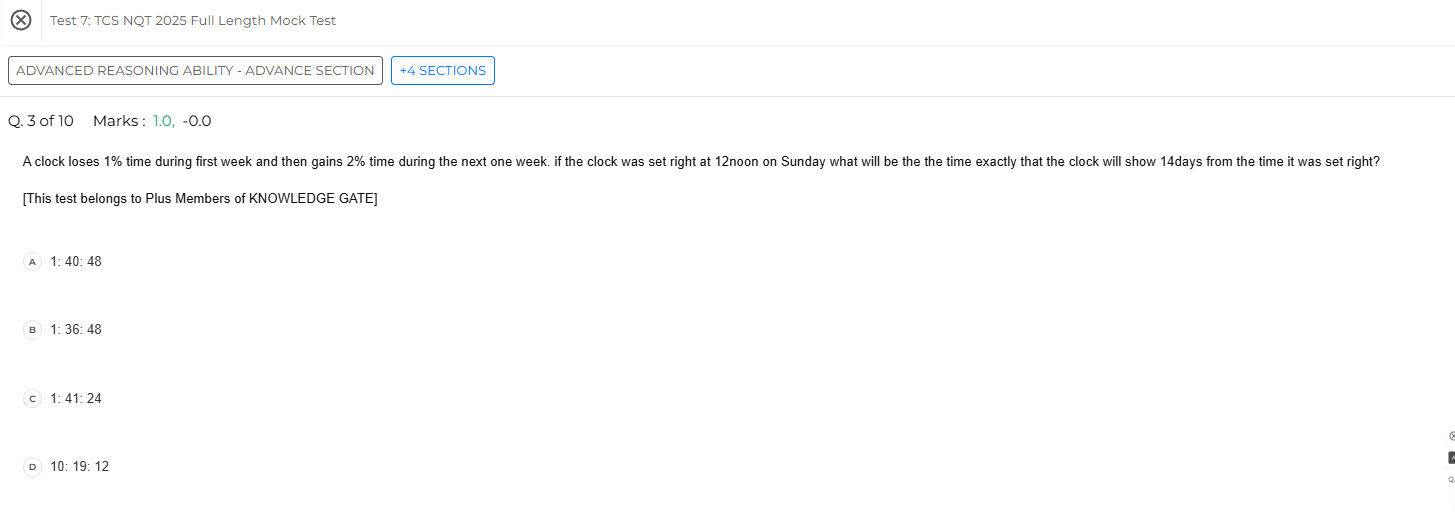 Test 7: TCS NQT 2025 Full Length Mock Test
ADVANCED REASONING ABILITY - ADVANCE SECTION
+4 SECTIONS
Q. 3 of 10 Marks : 1.0, -0.0
A clock loses 1% time during first week and then gains 2% time during the next one week. if the clock was set right at 12noon on Sunday what will be the the time exactly that the clock will show 14days from the time it was set right?
[This test belongs to Plus Members of KNOWLEDGE GATE]
A 1: 40: 48
B 1: 36: 48
C 1: 41: 24
D 10: 19: 12